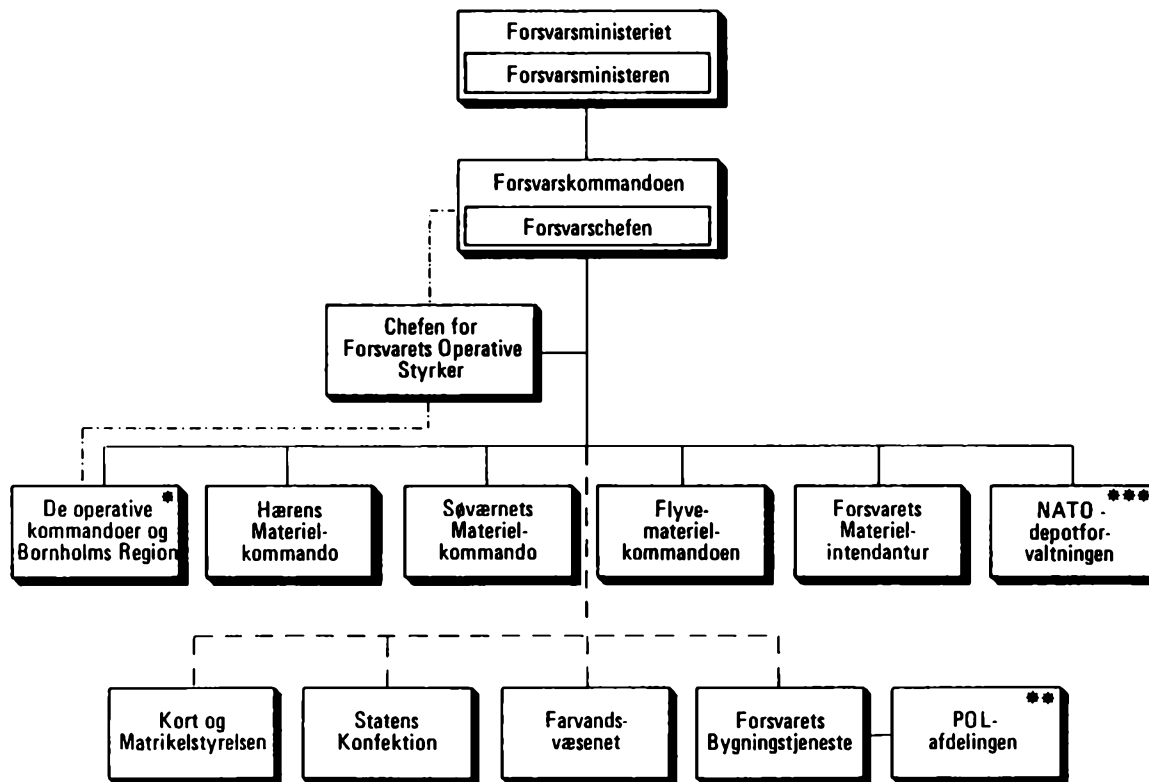 Forsvarsministeriet
Forsvarsministeren
Forsvarskommandoen
Forsvarschefen
Chefen for
Forsvarets Operative
Styrker
De operative *
kommandoer og
Bornholms Region
Hærens
Materiel-
kommando
Søværnets
Materiel-
kommando
Flyve-
materiel-
kommandoen
Forsvarets
Materiel-
intendantur
***
NATO -
depotfor-
valtningen
Kort og
Matrikelstyrelsen
Statens
Konfektion
Farvands-
væsenet
Forsvarets
Bygningstjeneste
**
POL-
afdelingen